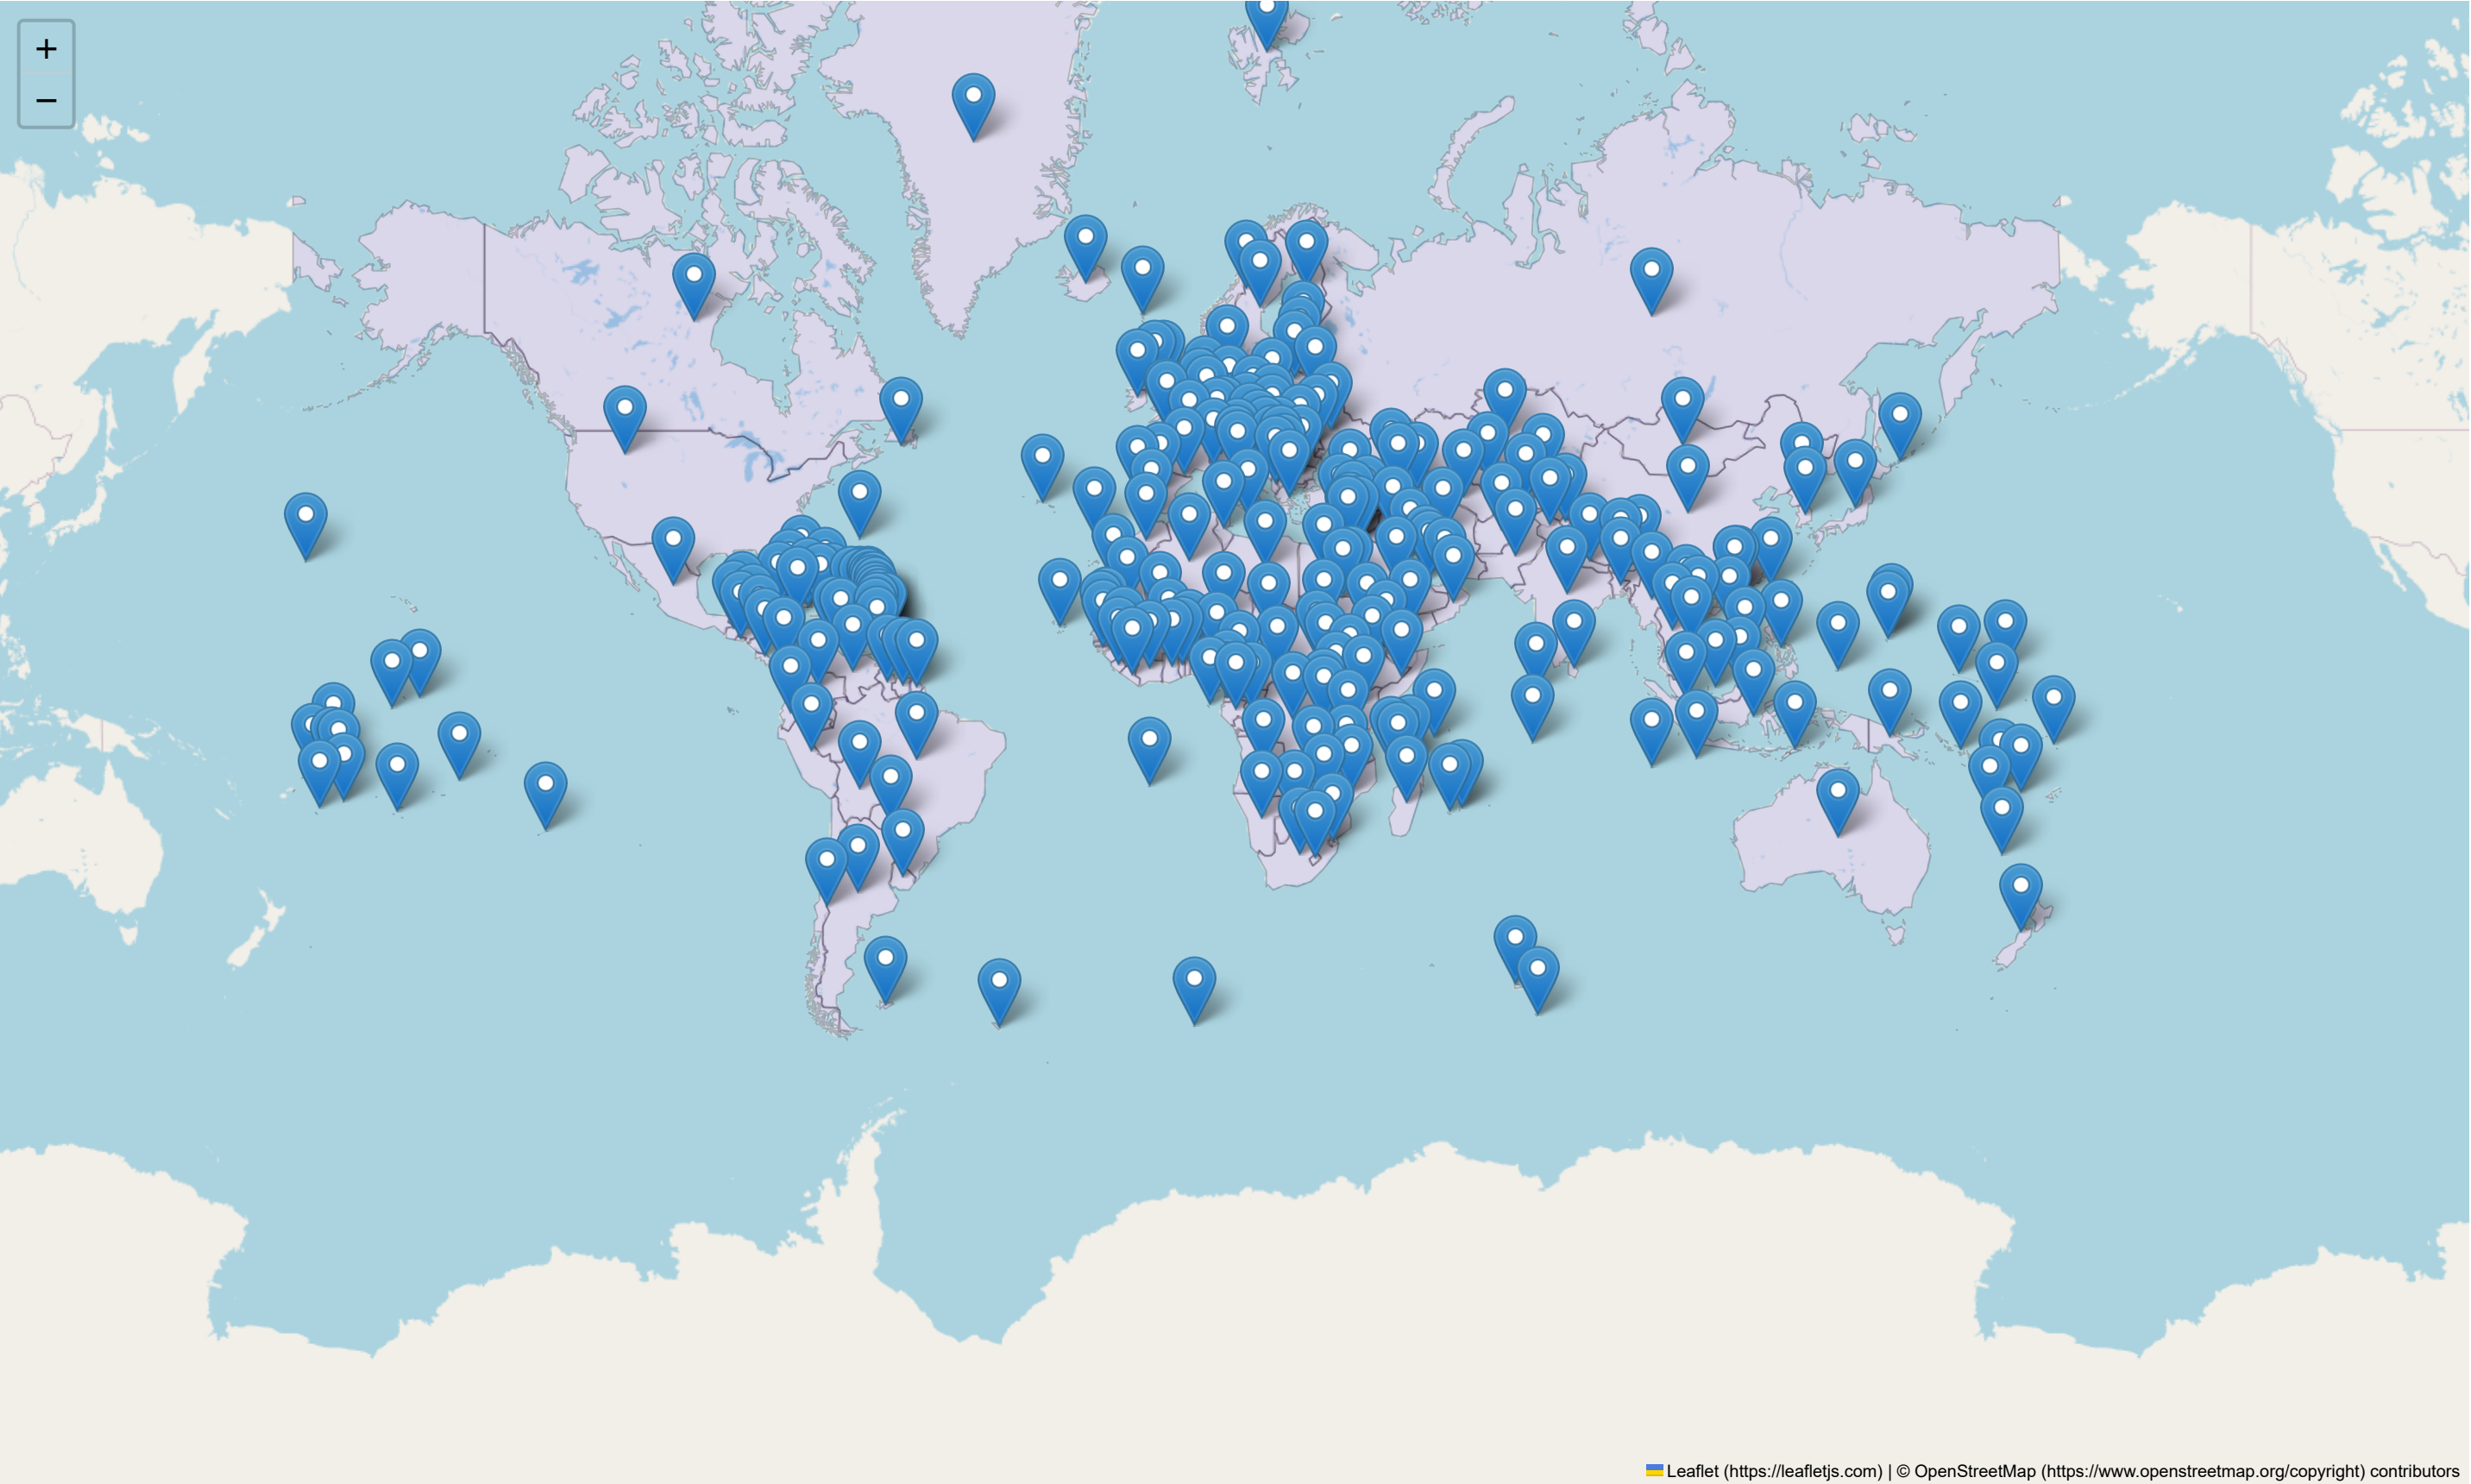 +
−
Leaflet (https://leafletjs.com) | © OpenStreetMap (https://www.openstreetmap.org/copyright) contributors